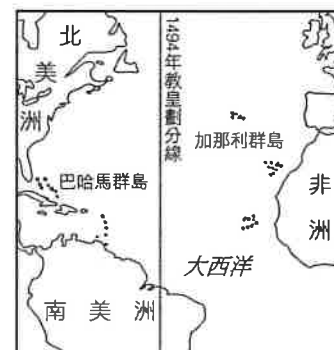 北美洲
1494年教皇劃分線
加那利群島
巴哈馬群島
非洲
大西洋
南美洲